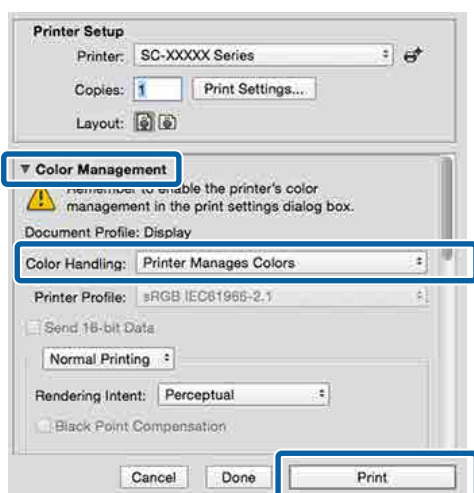 Printer Setup
Printer: SC-XXXXX Series
Copies: 1 Print Settings...
Layout:
▼ Color Management
Remember to enable the printer's color
management in the print settings dialog box.
Document Profile: Display
Color Handling: Printer Manages Colors
Printer Profile: sRGB IEC61966-2.1
Send 16-bit Data
Normal Printing
Rendering Intent: Perceptual
Black Point Compensation
Cancel Done Print